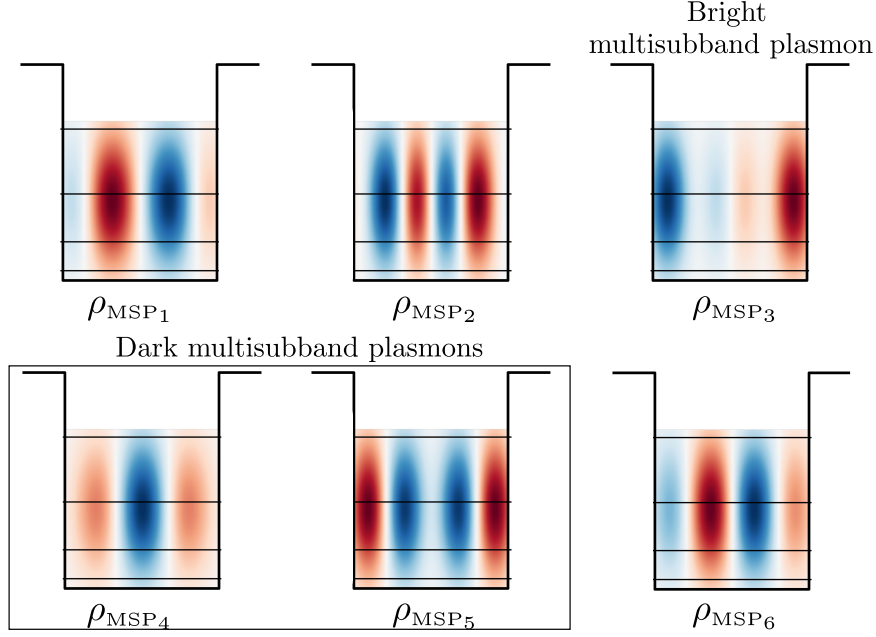 Bright
multisubband plasmon
ρMSP1
ρMSP2
ρMSP3
Dark multisubband plasmons
ρMSP4
ρMSP5
ρMSP6